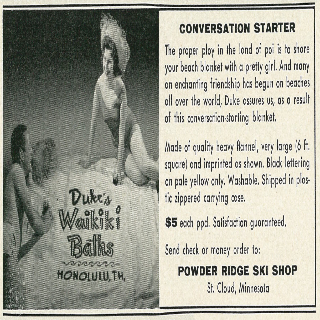 CONVERSATION STARTER
The proper ploy in the land of poi is to share
your beach blanket with a pretty girl. And many
an enchanting friendship has begun on beaches
all over the world, Duke assures us, as a result
of this conversation-starting blanket.
Made of quality heavy flannel, very large (6 ft.
square) and imprinted as shown. Black lettering
on pale yellow only. Washable. Shipped in plas-
tic zippered carrying case.
$5 each ppd. Satisfaction guaranteed.
Send check or money order to:
POWDER RIDGE SKI SHOP
St. Cloud, Minnesota
Duke's
Waikiki
Baths
HONOLULU, T.H.